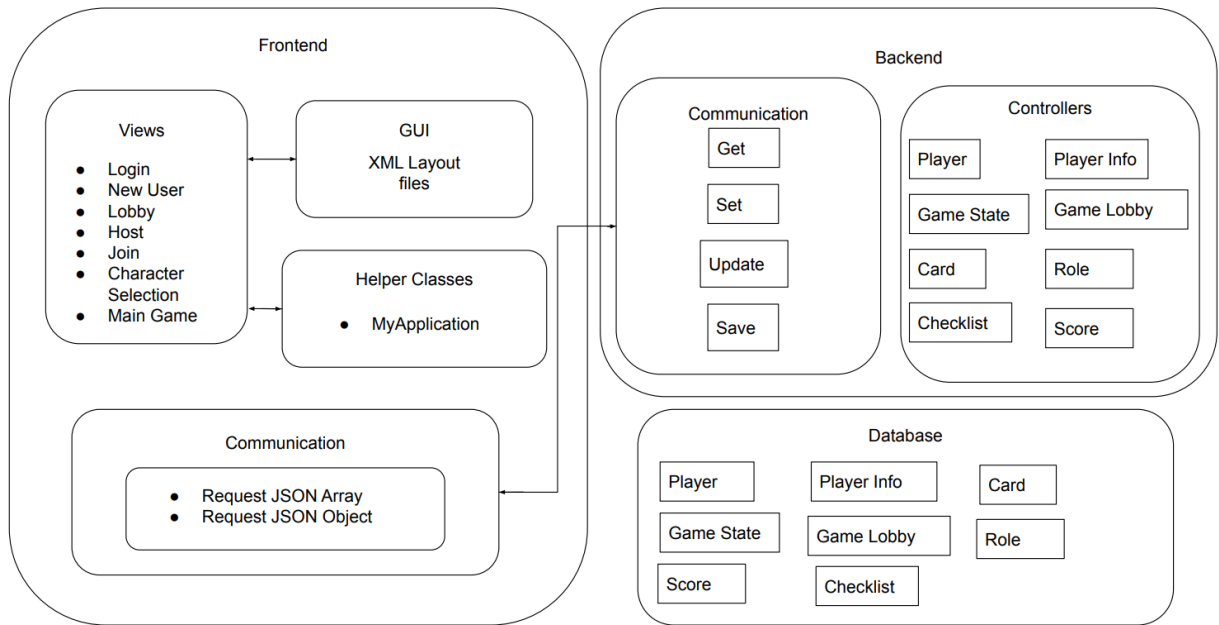 Frontend
Views
● Login
● New User
● Lobby
● Host
● Join
● Character
Selection
● Main Game
GUI
XML Layout
files
Helper Classes
● MyApplication
Communication
● Request JSON Array
● Request JSON Object
Backend
Communication
Get
Set
Update
Save
Controllers
Player
Player Info
Game State
Game Lobby
Card
Role
Checklist
Score
Database
Player
Player Info
Card
Game State
Game Lobby
Role
Score
Checklist